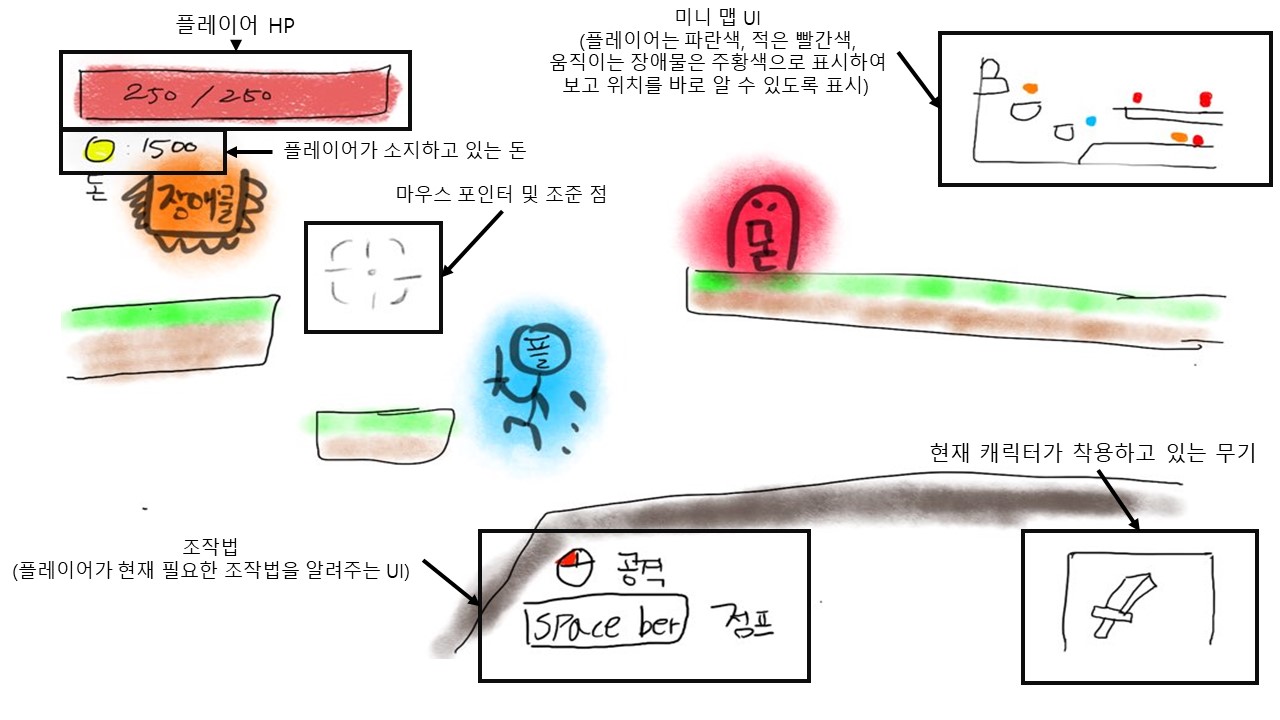 플레이어 HP
미니 맵 UI
(플레이어는 파란색, 적은 빨간색,
움직이는 장애물은 주황색으로 표시하여
보고 위치를 바로 알 수 있도록 표시)
250 / 250
: 1500
플레이어가 소지하고 있는 돈
돈
장애물
마우스 포인터 및 조준 점
몬
플
현재 캐릭터가 착용하고 있는 무기
조작법
(플레이어가 현재 필요한 조작법을 알려주는 UI)
공격
SPace ber
점프